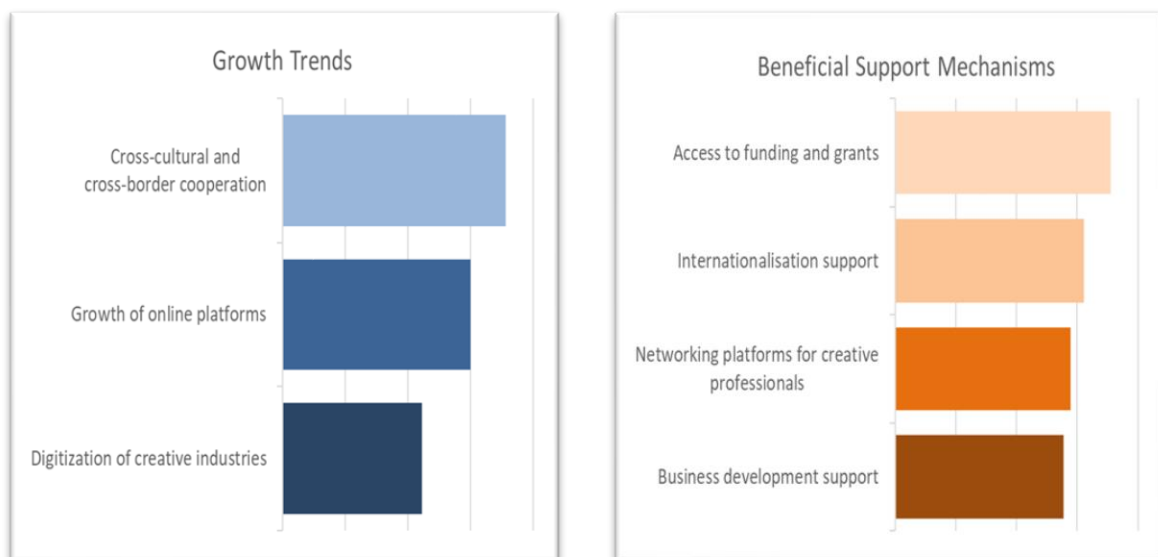 Growth Trends
Cross-cultural and
cross-border cooperation
Growth of online platforms
Digitization of creative industries
Beneficial Support Mechanisms
Access to funding and grants
Internationalisation support
Networking platforms for creative
professionals
Business development support